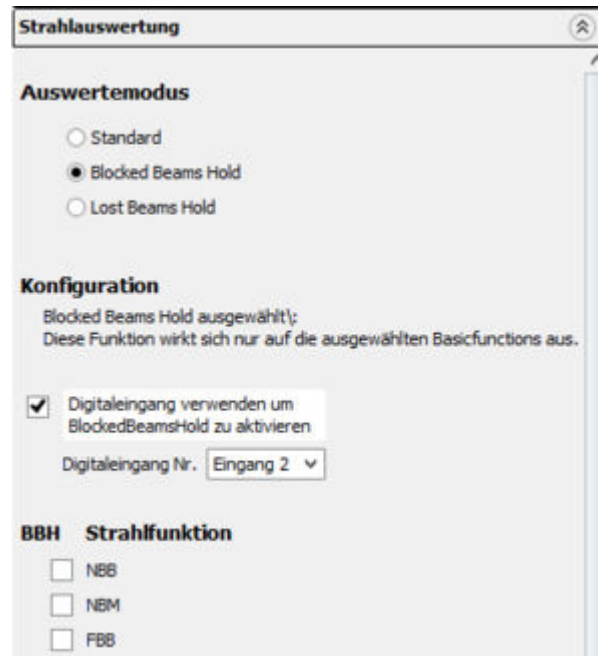 Strahlauswertung
Auswertemodus
Standard
Blocked Beams Hold
Lost Beams Hold
Konfiguration
Blocked Beams Hold ausgewählt\;
Diese Funktion wirkt sich nur auf die ausgewählten Basicfunctions aus.
Digitaleingang verwenden um
BlockedBeamsHold zu aktivieren
Digitaleingang Nr. Eingang 2
BBH Strahlfunktion
NBB
NBM
FBB